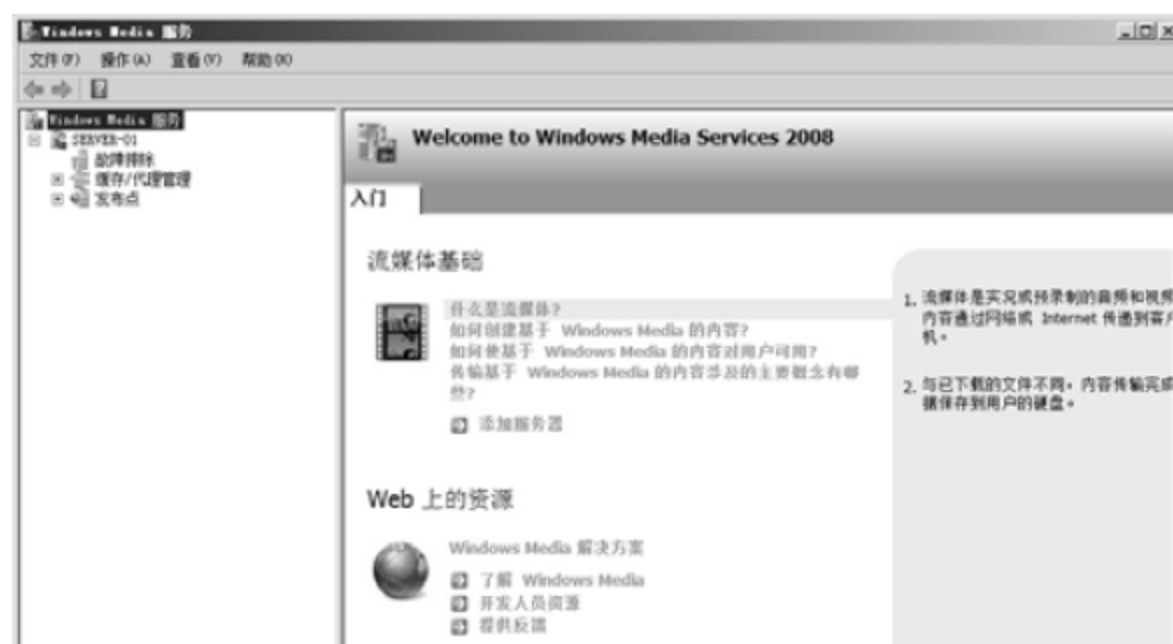 Windows Media 服务
文件(F) 操作(A) 查看(V) 帮助(H)
Windows Media 服务
SERVER-01
故障排除
缓存/代理管理
发布点
Welcome to Windows Media Services 2008
入门
流媒体基础
什么是流媒体?
如何创建基于 Windows Media 的内容?
如何使基于 Windows Media 的内容对用户可用?
传输基于 Windows Media 的内容涉及的主要概念有哪
些?
添加服务器
1. 流媒体是实况或预录制的音频和视频
内容通过网络或 Internet 传递到客户
机。
2. 与已下载的文件不同，内容传输完成
据保存到用户的硬盘。
Web 上的资源
Windows Media 解决方案
了解 Windows Media
开发人员资源
提供反馈